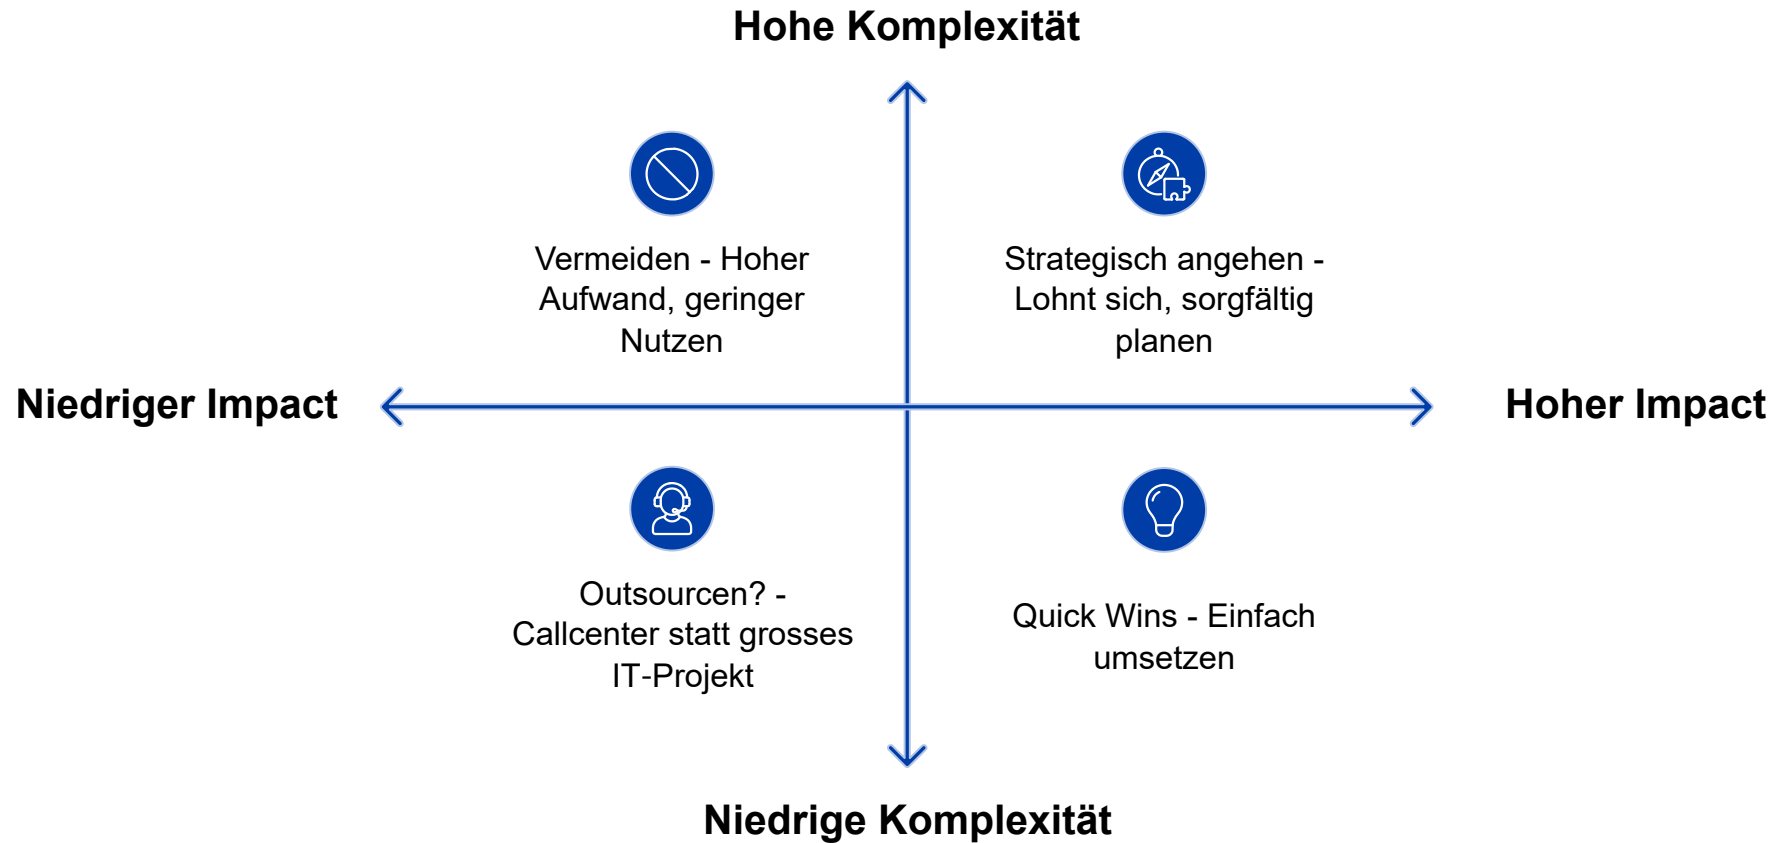 Hohe Komplexität
Vermeiden - Hoher
Aufwand, geringer
Nutzen
Strategisch angehen -
Lohnt sich, sorgfältig
planen
Niedriger Impact
Hoher Impact
Outsourcen? -
Callcenter statt grosses
IT-Projekt
Quick Wins - Einfach
umsetzen
Niedrige Komplexität